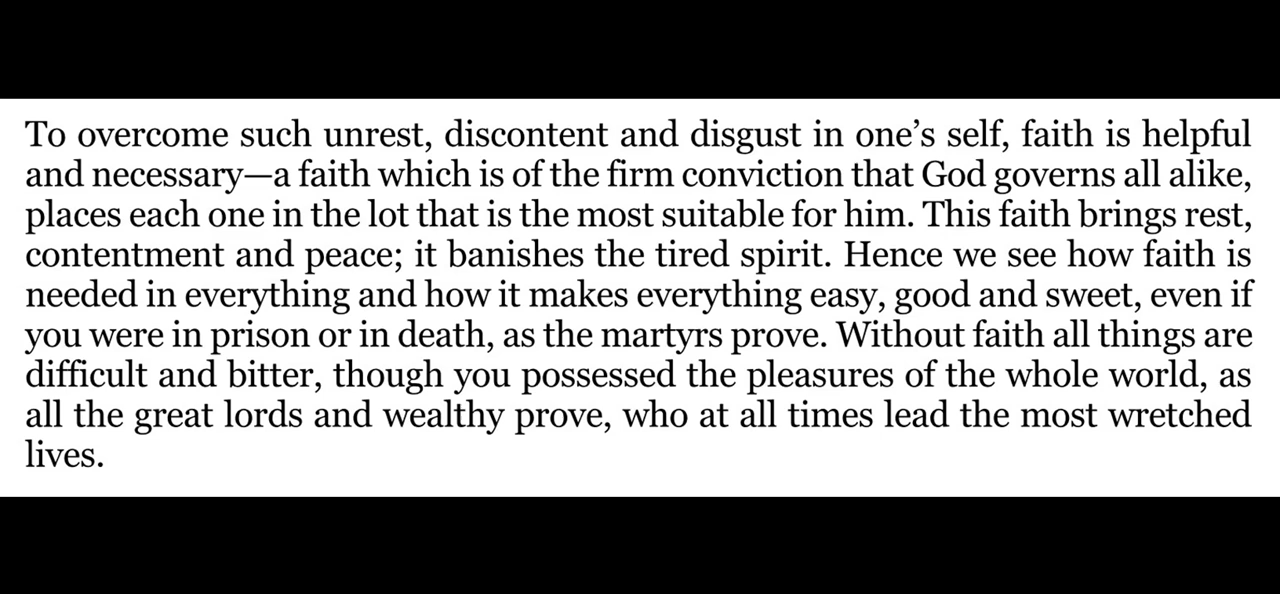 To overcome such unrest, discontent and disgust in one’s self, faith is helpful
and necessary—a faith which is of the firm conviction that God governs all alike,
places each one in the lot that is the most suitable for him. This faith brings rest,
contentment and peace; it banishes the tired spirit. Hence we see how faith is
needed in everything and how it makes everything easy, good and sweet, even if
you were in prison or in death, as the martyrs prove. Without faith all things are
difficult and bitter, though you possessed the pleasures of the whole world, as
all the great lords and wealthy prove, who at all times lead the most wretched
lives.